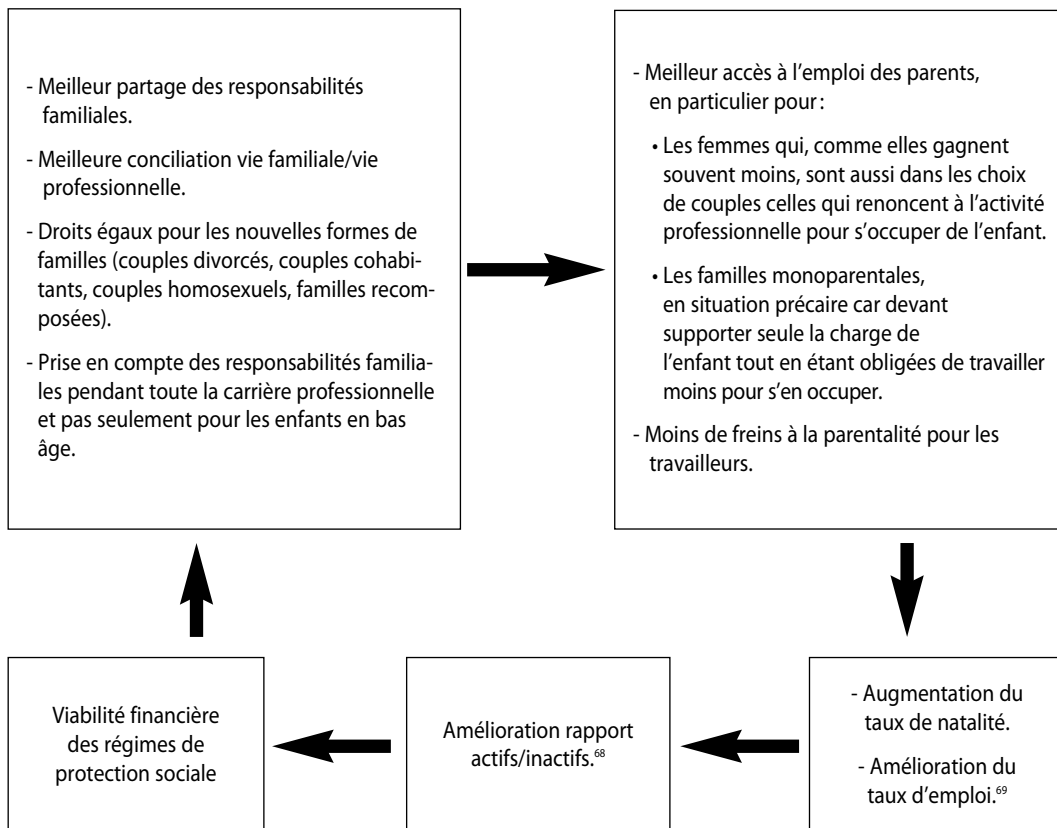 - Meilleur partage des responsabilités
familiales.
- Meilleure conciliation vie familiale/vie
professionnelle.
- Droits égaux pour les nouvelles formes de
familles (couples divorcés, couples cohabi-
tants, couples homosexuels, familles recom-
posées).
- Prise en compte des responsabilités familia-
les pendant toute la carrière professionnelle
et pas seulement pour les enfants en bas
âge.
- Meilleur accès à l’emploi des parents,
en particulier pour :
• Les femmes qui, comme elles gagnent
souvent moins, sont aussi dans les choix
de couples celles qui renoncent à l’activité
professionnelle pour s’occuper de l’enfant.
• Les familles monoparentales,
en situation précaire car devant
supporter seule la charge de
l’enfant tout en étant obligées de travailler
moins pour s’en occuper.
- Moins de freins à la parentalité pour les
travailleurs.
- Augmentation du
taux de natalité.
- Amélioration du
taux d’emploi.⁶⁹
Amélioration rapport
actifs/inactifs.⁶⁸
Viabilité financière
des régimes de
protection sociale